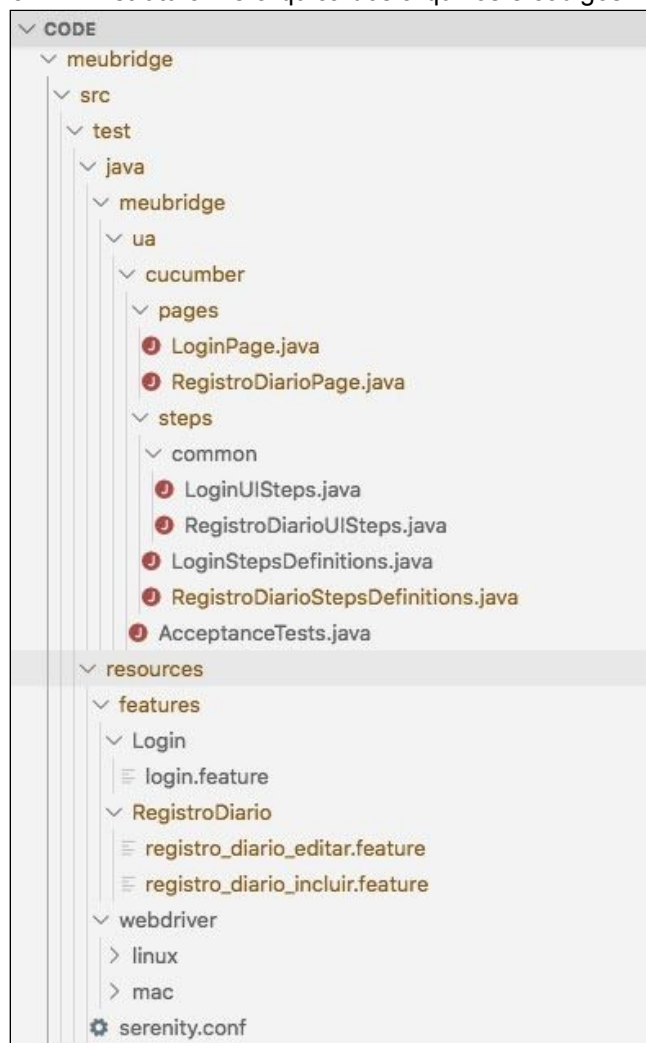 CODE
meubridge
src
test
java
meubridge
ua
cucumber
pages
LoginPage.java
RegistroDiarioPage.java
steps
common
LoginUISteps.java
RegistroDiarioUISteps.java
LoginStepsDefinitions.java
RegistroDiarioStepsDefinitions.java
AcceptanceTests.java
resources
features
Login
login.feature
RegistroDiario
registro_diario_editar.feature
registro_diario_incluir.feature
webdriver
linux
mac
serenity.conf